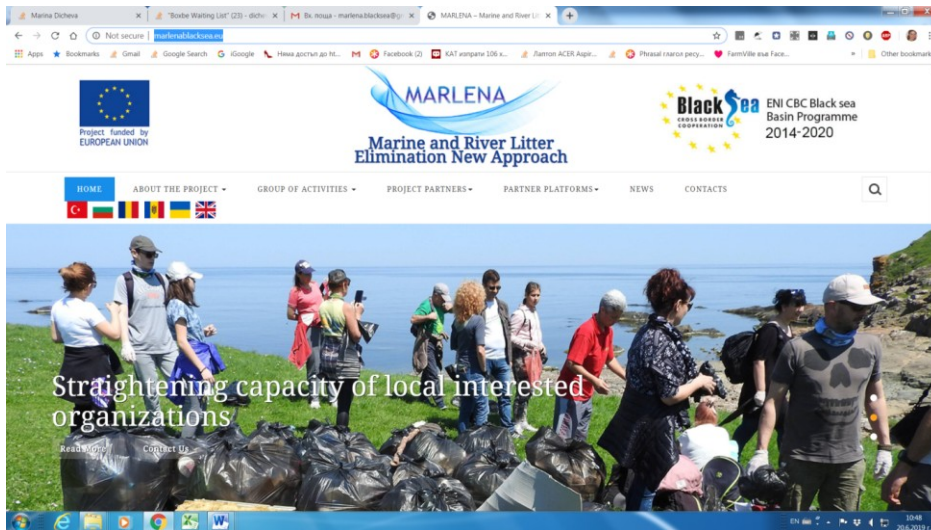 Marina Dicheva
"Boxbe Waiting List" (23) - diche
Вх. поща - marlena.blacksea@g
MARLENA – Marine and River Lit
Not secure | marlenablacksea.eu
Apps Bookmarks Gmail Google Search iGoogle Нема достъп до ht... Facebook (2) КАТ изпрати 106 х... Лаптоп ACER Aspir... Phrasal глагол ресу... FarmVille във Face... » Other bookmark
Project funded by
EUROPEAN UNION
MARLENA
Marine and River Litter
Elimination New Approach
Black Sea
CROSS BORDER
COOPERATION
ENI CBC Black sea
Basin Programme
2014-2020
HOME ABOUT THE PROJECT GROUP OF ACTIVITIES PROJECT PARTNERS PARTNER PLATFORMS NEWS CONTACTS
Straightening capacity of local interested
organizations
Read More Contact Us
EN
10:48
20.6.2019 г.